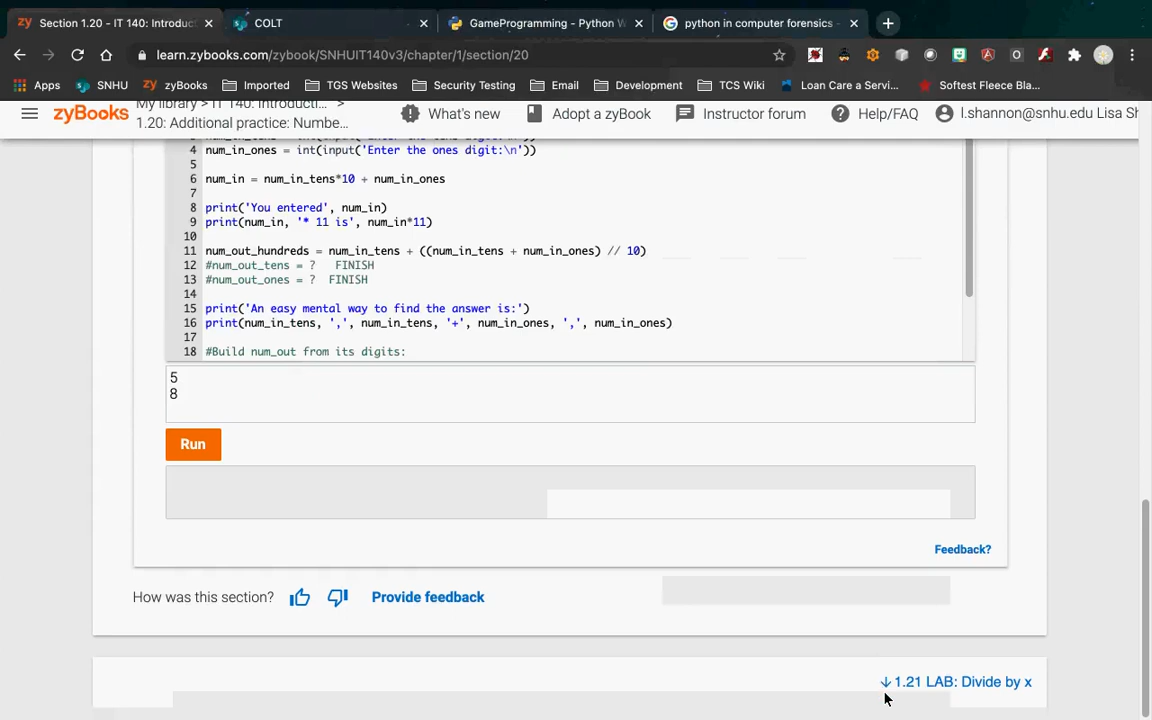 Section 1.20 - IT 140: Introduct
COLT
GameProgramming - Python W
python in computer forensics
learn.zybooks.com/zybook/SNHUIT140v3/chapter/1/section/20
Apps
SNHU
zyBooks
Imported
TGS Websites
Security Testing
Email
Development
TCS Wiki
Loan Care a Servi...
Softest Fleece Bla...
zyBooks
My library > IT 140: Introducti... >
1.20: Additional practice: Numbe...
What's new
Adopt a zyBook
Instructor forum
Help/FAQ
l.shannon@snhu.edu Lisa Sh
4 num_in_ones = int(input('Enter the ones digit:\n'))
5
6 num_in = num_in_tens*10 + num_in_ones
7
8 print('You entered', num_in)
9 print(num_in, '* 11 is', num_in*11)
10
11 num_out_hundreds = num_in_tens + ((num_in_tens + num_in_ones) // 10)
12 #num_out_tens = ?   FINISH
13 #num_out_ones = ?  FINISH
14
15 print('An easy mental way to find the answer is:')
16 print(num_in_tens, ',', num_in_tens, '+', num_in_ones, ',', num_in_ones)
17
18 #Build num_out from its digits:
5
8
Run
Feedback?
How was this section?
Provide feedback
↓ 1.21 LAB: Divide by x